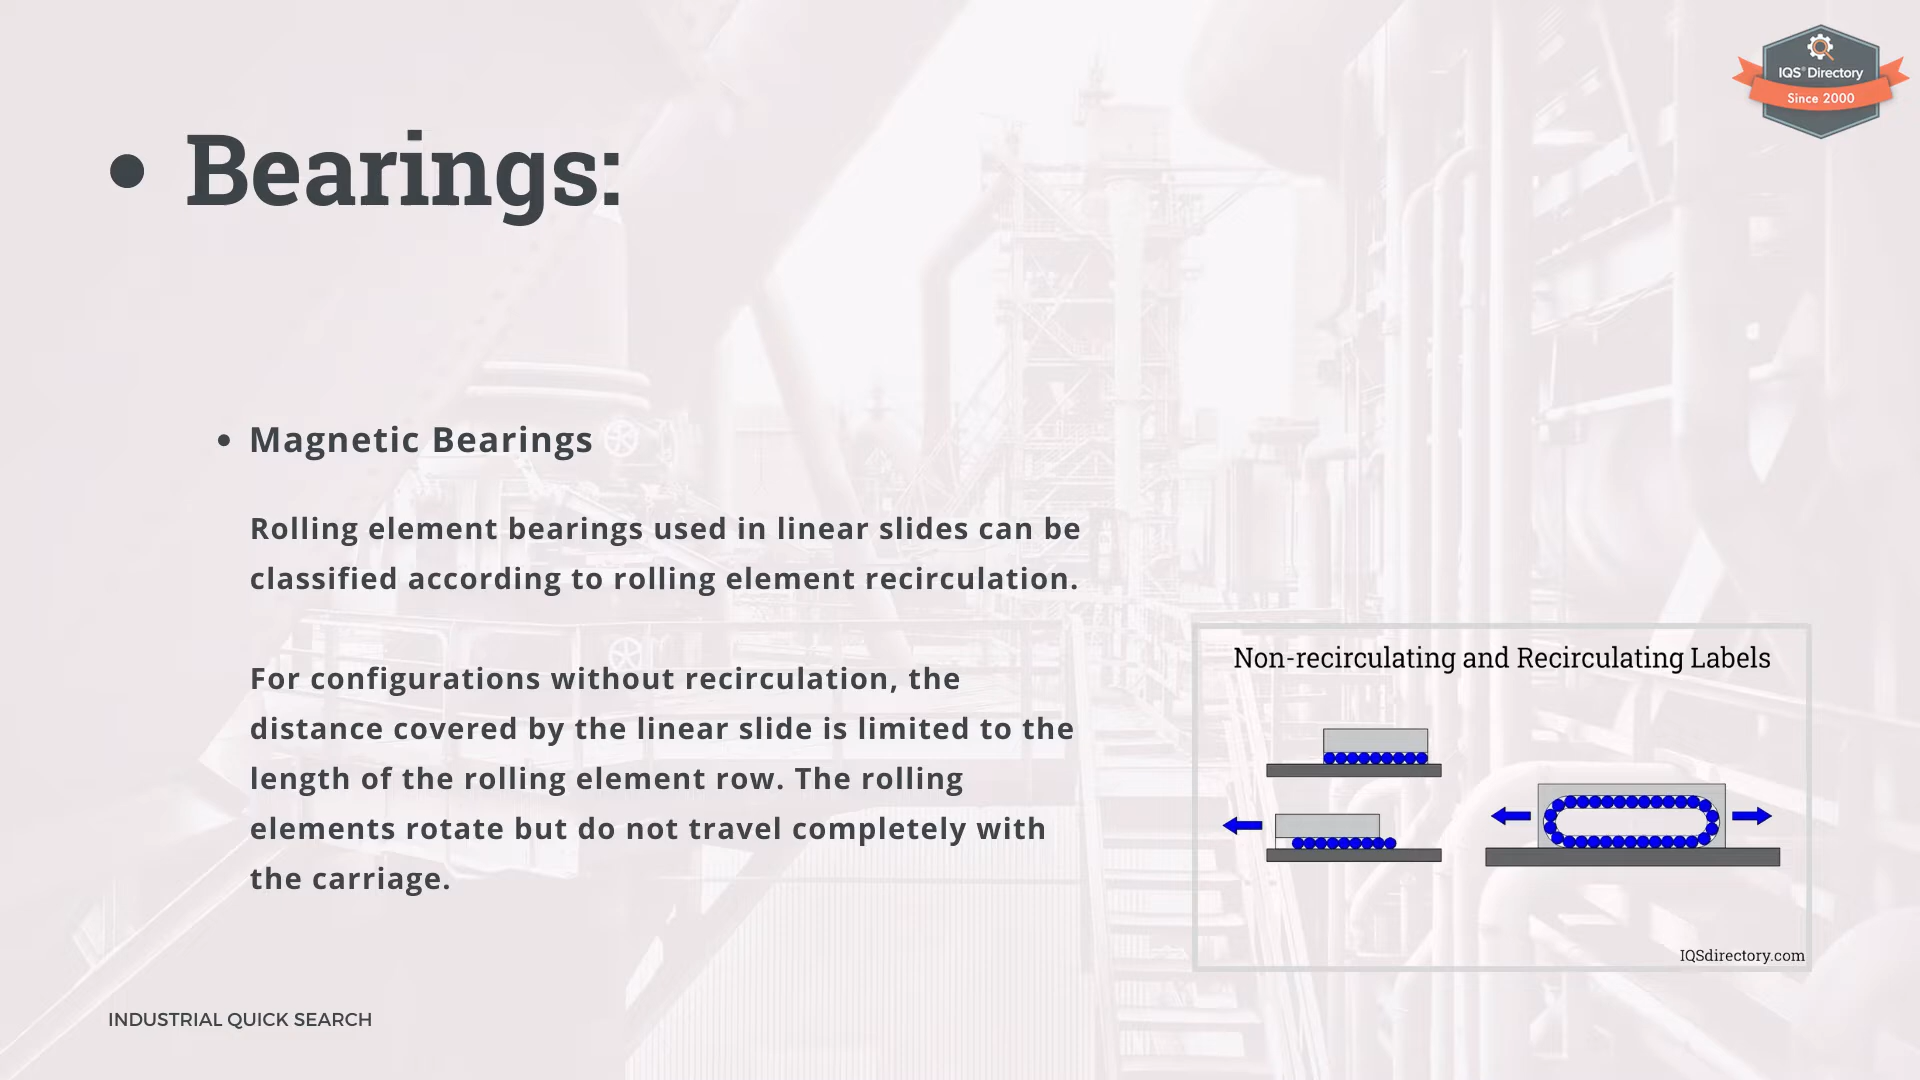 IQS® Directory
Since 2000
• Bearings:
• Magnetic Bearings
Rolling element bearings used in linear slides can be
classified according to rolling element recirculation.
For configurations without recirculation, the
distance covered by the linear slide is limited to the
length of the rolling element row. The rolling
elements rotate but do not travel completely with
the carriage.
Non-recirculating and Recirculating Labels
IQSdirectory.com
INDUSTRIAL QUICK SEARCH